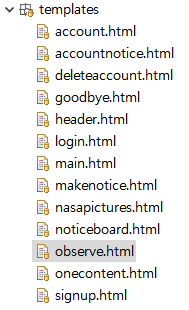 templates
account.html
accountnotice.html
deleteaccount.html
goodbye.html
header.html
login.html
main.html
makenotice.html
nasapictures.html
noticeboard.html
observe.html
onecontent.html
signup.html